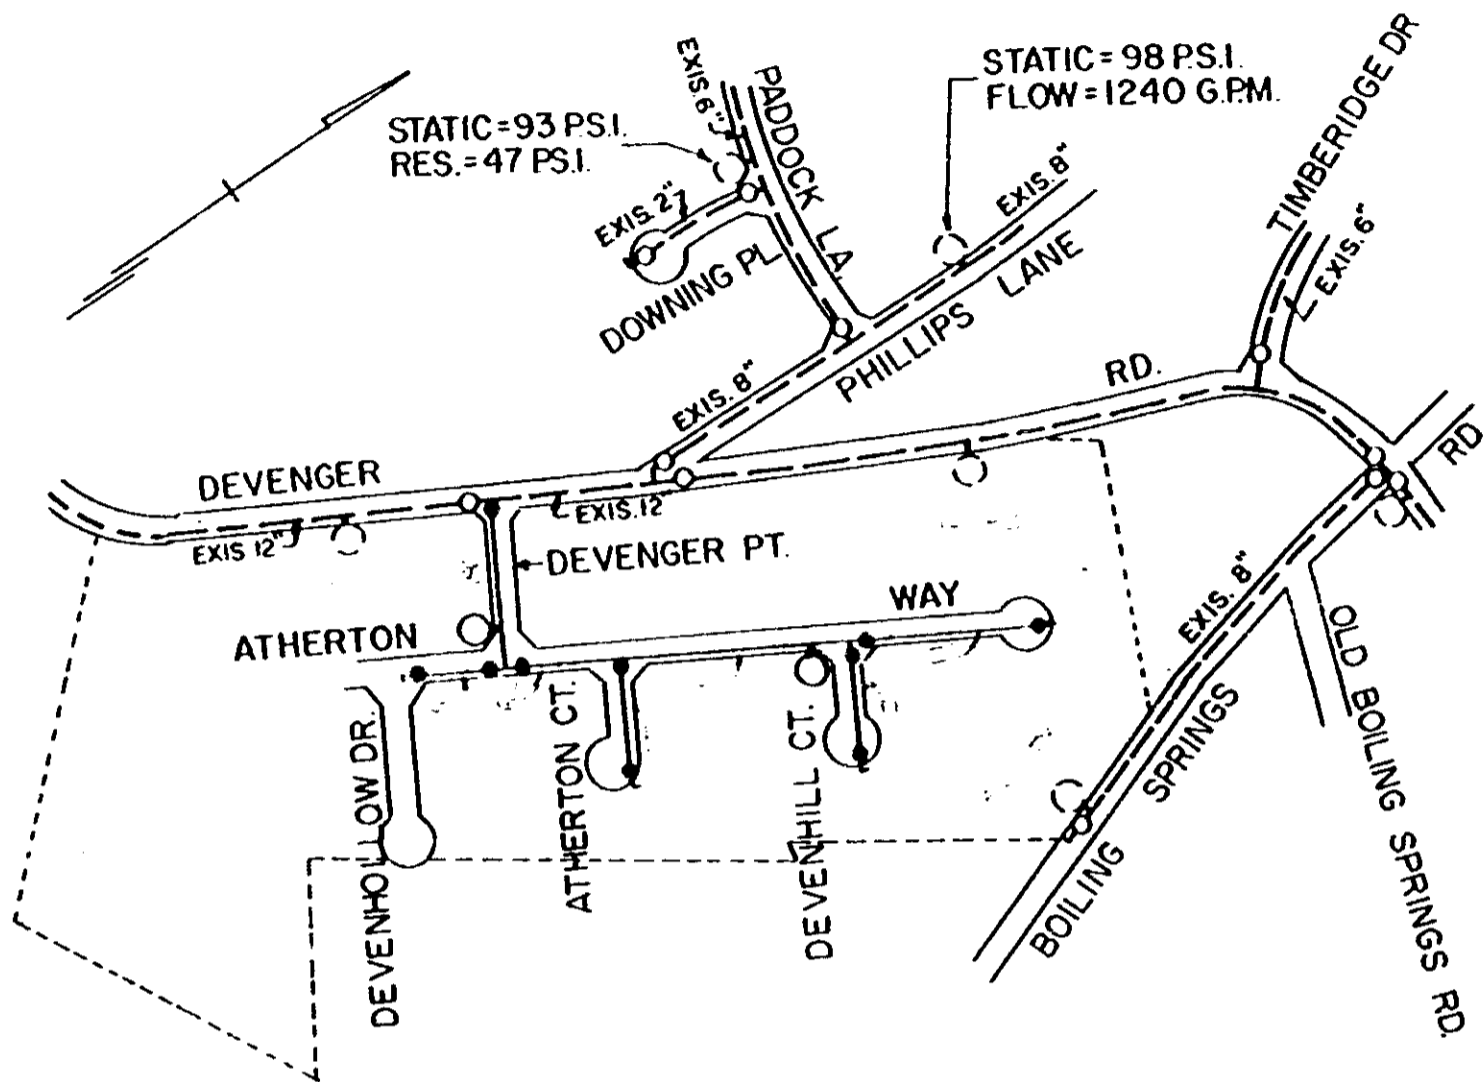 EXIS. 6"
PADDOCK LA.
STATIC = 98 P.S.I.
FLOW = 1240 G.P.M.
TIMBERIDGE DR
STATIC = 93 P.S.I.
RES. = 47 P.S.I.
EXIS. 2"
EXIS. 8"
DOWNING PL.
PHILLIPS LANE
EXIS. 6"
EXIS. 8"
RD.
RD.
DEVENGER
EXIS 12"
EXIS. 12
DEVENGER PT.
EXIS. 8"
ATHERTON
WAY
OLD BOILING SPRINGS RD.
DEVENHOLLOW DR.
ATHERTON CT.
DEVENHILL CT.
BOILING SPRINGS